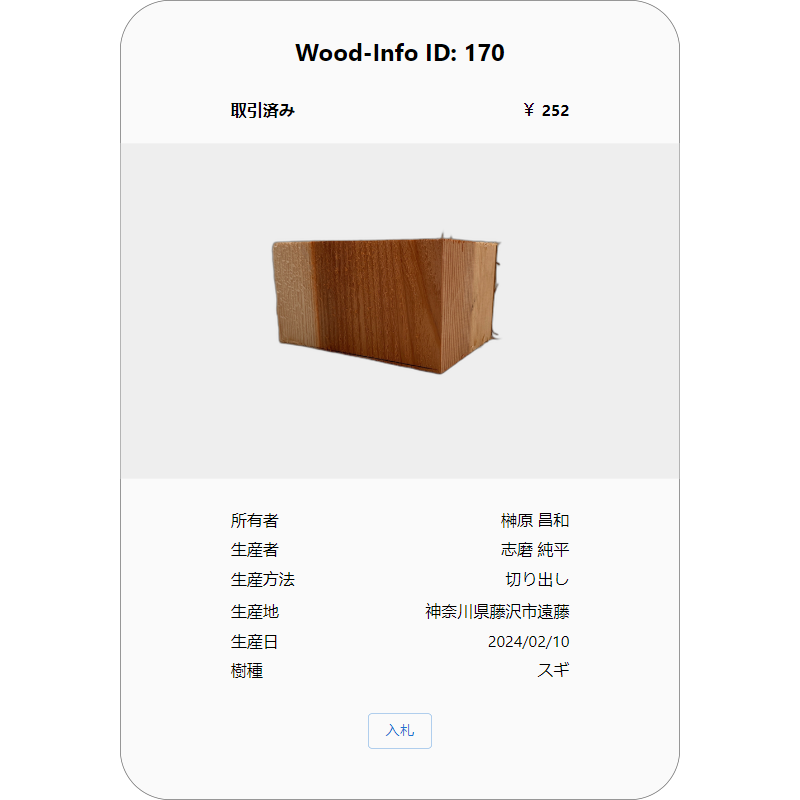 Wood-Info ID: 170
取引済み ¥ 252
所有者 榊原 昌和
生産者 志磨 純平
生産方法 切り出し
生産地 神奈川県藤沢市遠藤
生産日 2024/02/10
樹種 スギ
入札